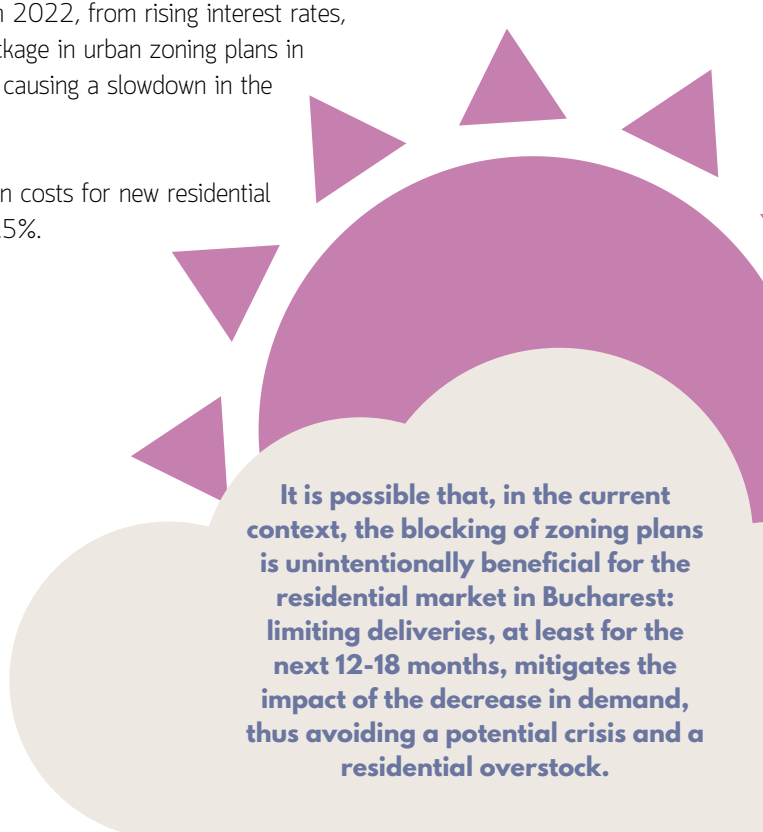 2022, from rising interest rates,
in urban zoning plans in
causing a slowdown in the
costs for new residential
5%.
It is possible that, in the current
context, the blocking of zoning plans
is unintentionally beneficial for the
residential market in Bucharest:
limiting deliveries, at least for the
next 12-18 months, mitigates the
impact of the decrease in demand,
thus avoiding a potential crisis and a
residential overstock.